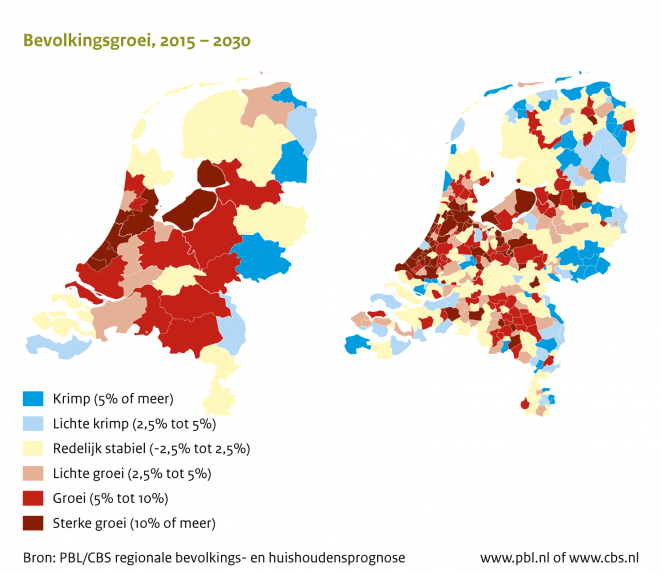 Bevolkingsgroei, 2015 – 2030
Krimp (5% of meer)
Lichte krimp (2,5% tot 5%)
Redelijk stabiel (-2,5% tot 2,5%)
Lichte groei (2,5% tot 5%)
Groei (5% tot 10%)
Sterke groei (10% of meer)
Bron: PBL/CBS regionale bevolkings- en huishoudensprognose www.pbl.nl of www.cbs.nl